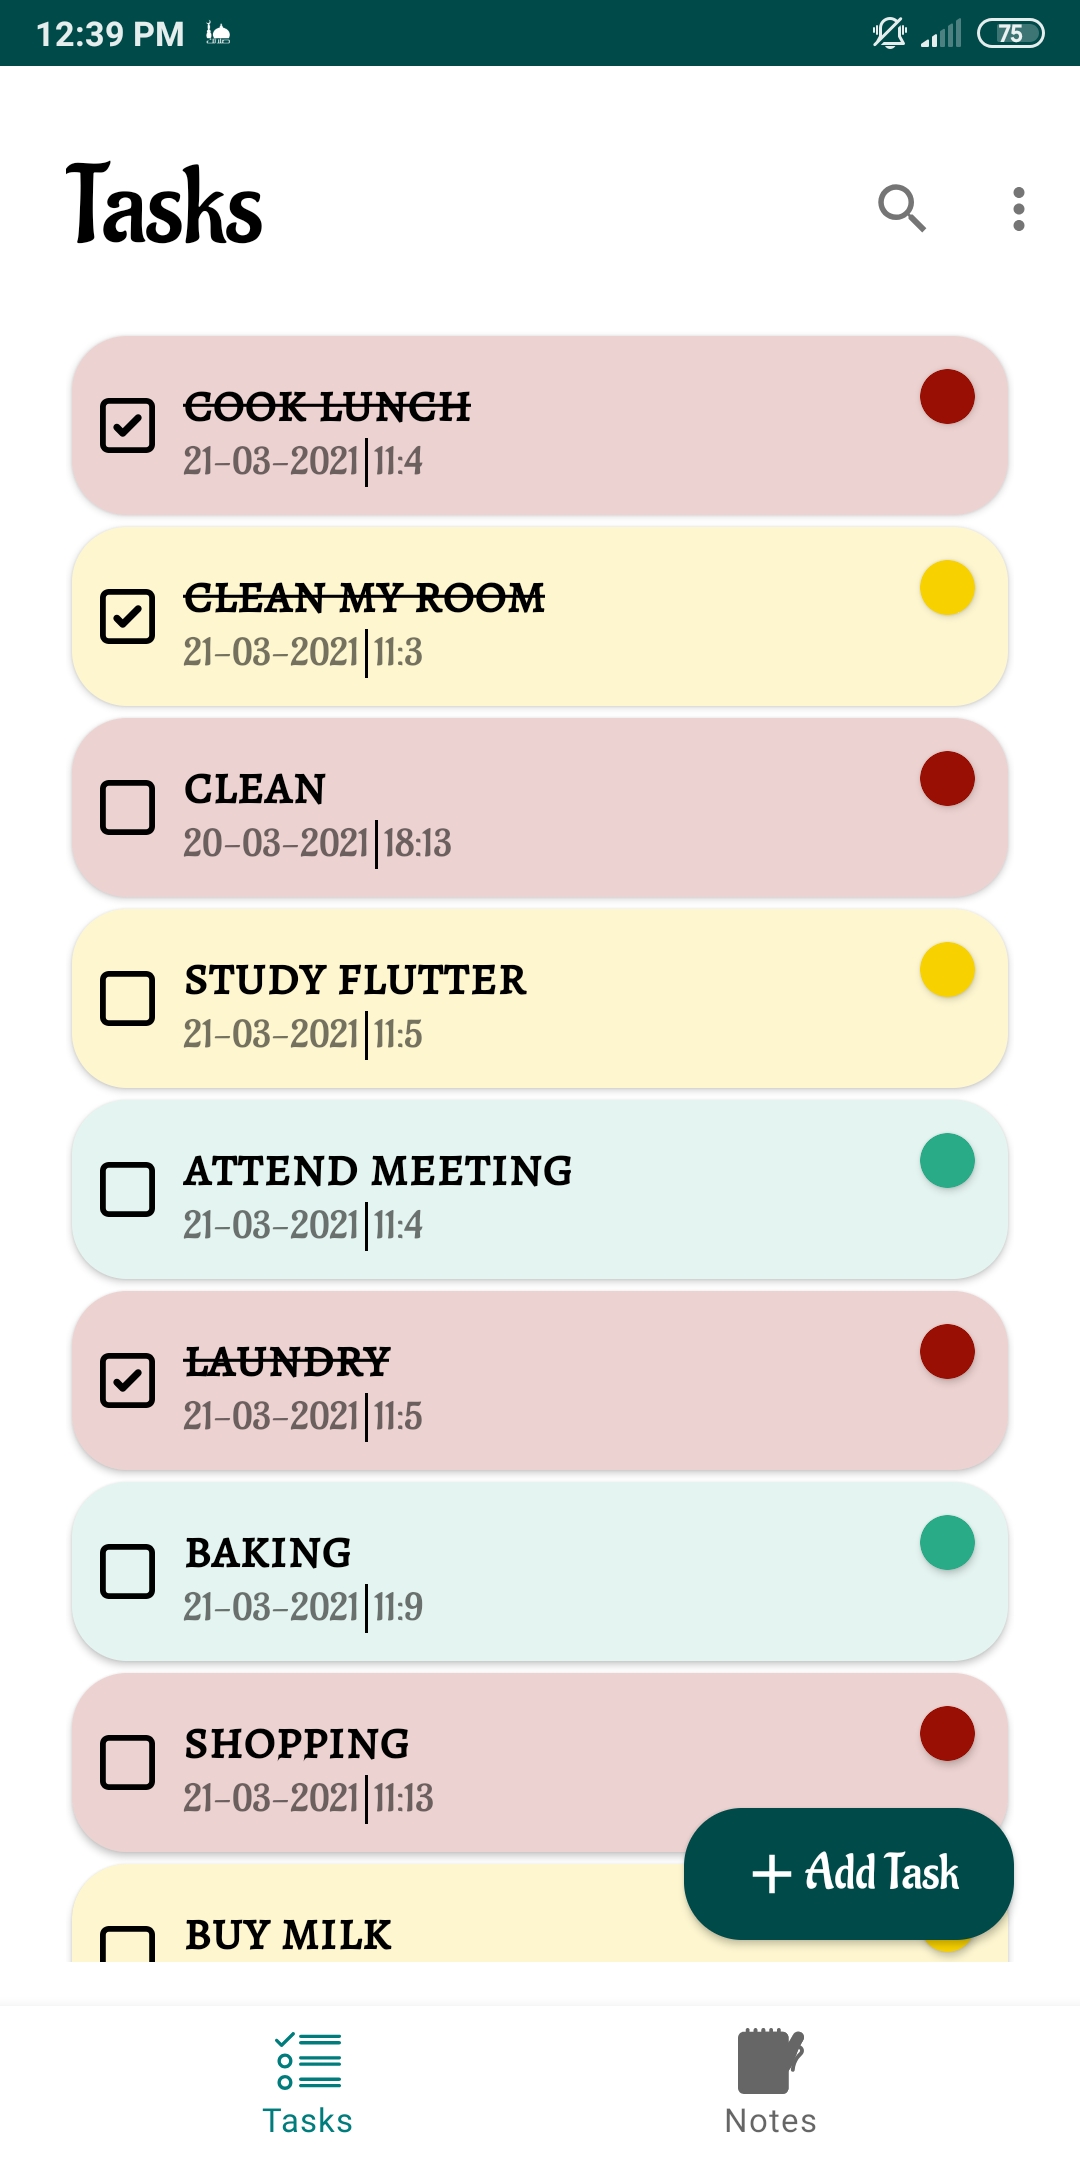 12:39 PM
75
Tasks
COOK LUNCH
21-03-2021|11:4
CLEAN MY ROOM
21-03-2021|11:3
CLEAN
20-03-2021|18:13
STUDY FLUTTER
21-03-2021|11:5
ATTEND MEETING
21-03-2021|11:4
LAUNDRY
21-03-2021|11:5
BAKING
21-03-2021|11:9
SHOPPING
21-03-2021|11:13
+ Add Task
BUY MILK
Tasks
Notes